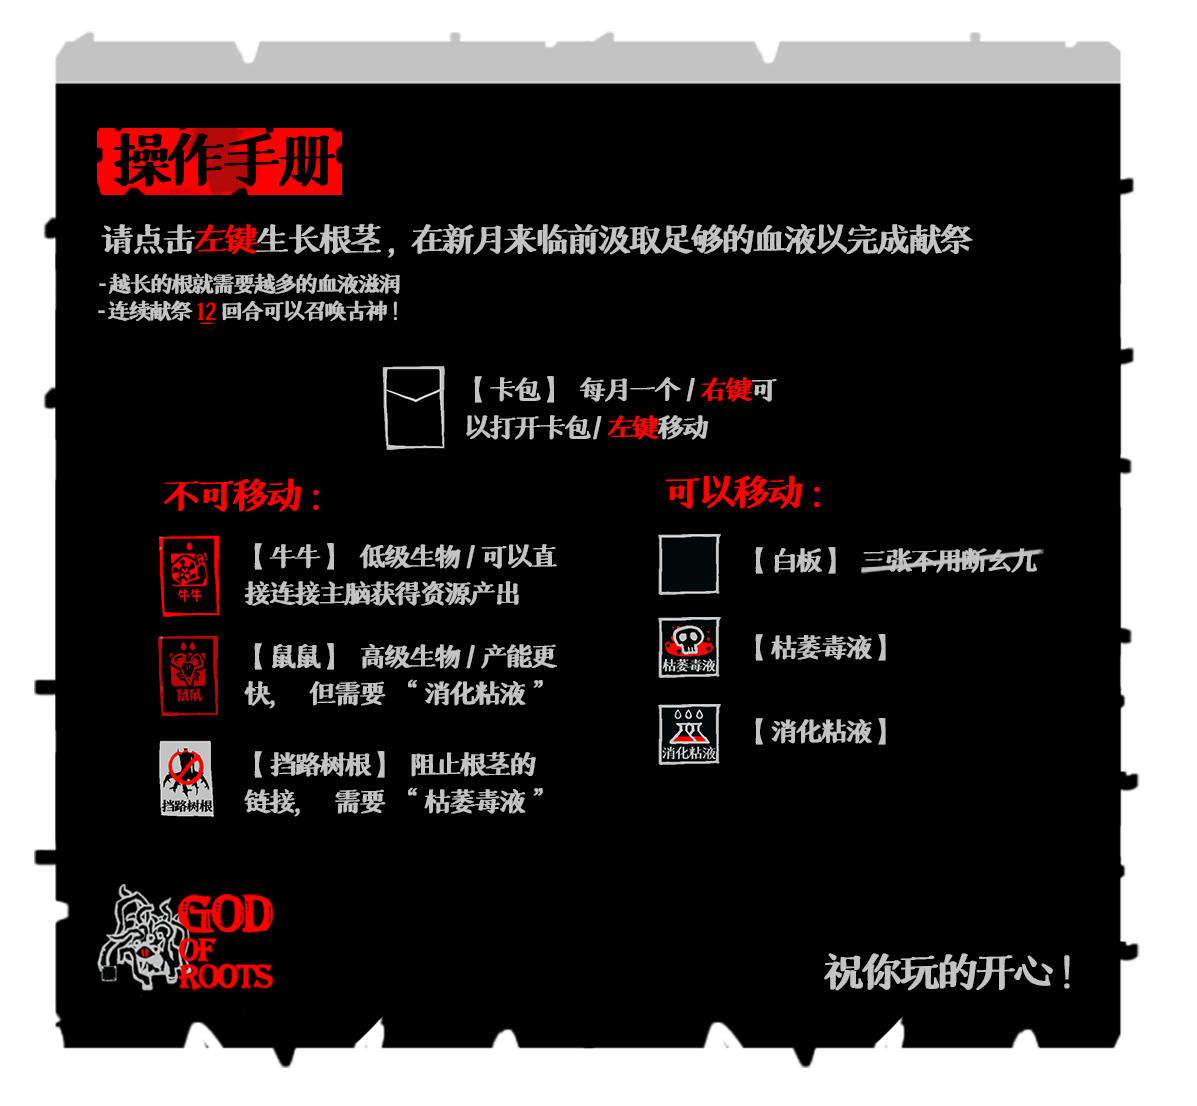 操作手册
请点击左键生长根茎，在新月来临前汲取足够的血液以完成献祭
-越长的根就需要越多的血液滋润
-连续献祭 12 回合可以召唤古神！
【卡包】 每月一个 / 右键可
以打开卡包/ 左键移动
不可移动：
牛牛
【牛牛】 低级生物 / 可以直
接连接主脑获得资源产出
鼠鼠
【鼠鼠】 高级生物 / 产能更
快， 但需要 “消化粘液”
挡路树根
【挡路树根】 阻止根茎的
链接， 需要 “枯萎毒液”
可以移动：
【白板】 三张不用断幺九
枯萎毒液
【枯萎毒液】
消化粘液
【消化粘液】
GOD
OF
ROOTS
祝你玩的开心！